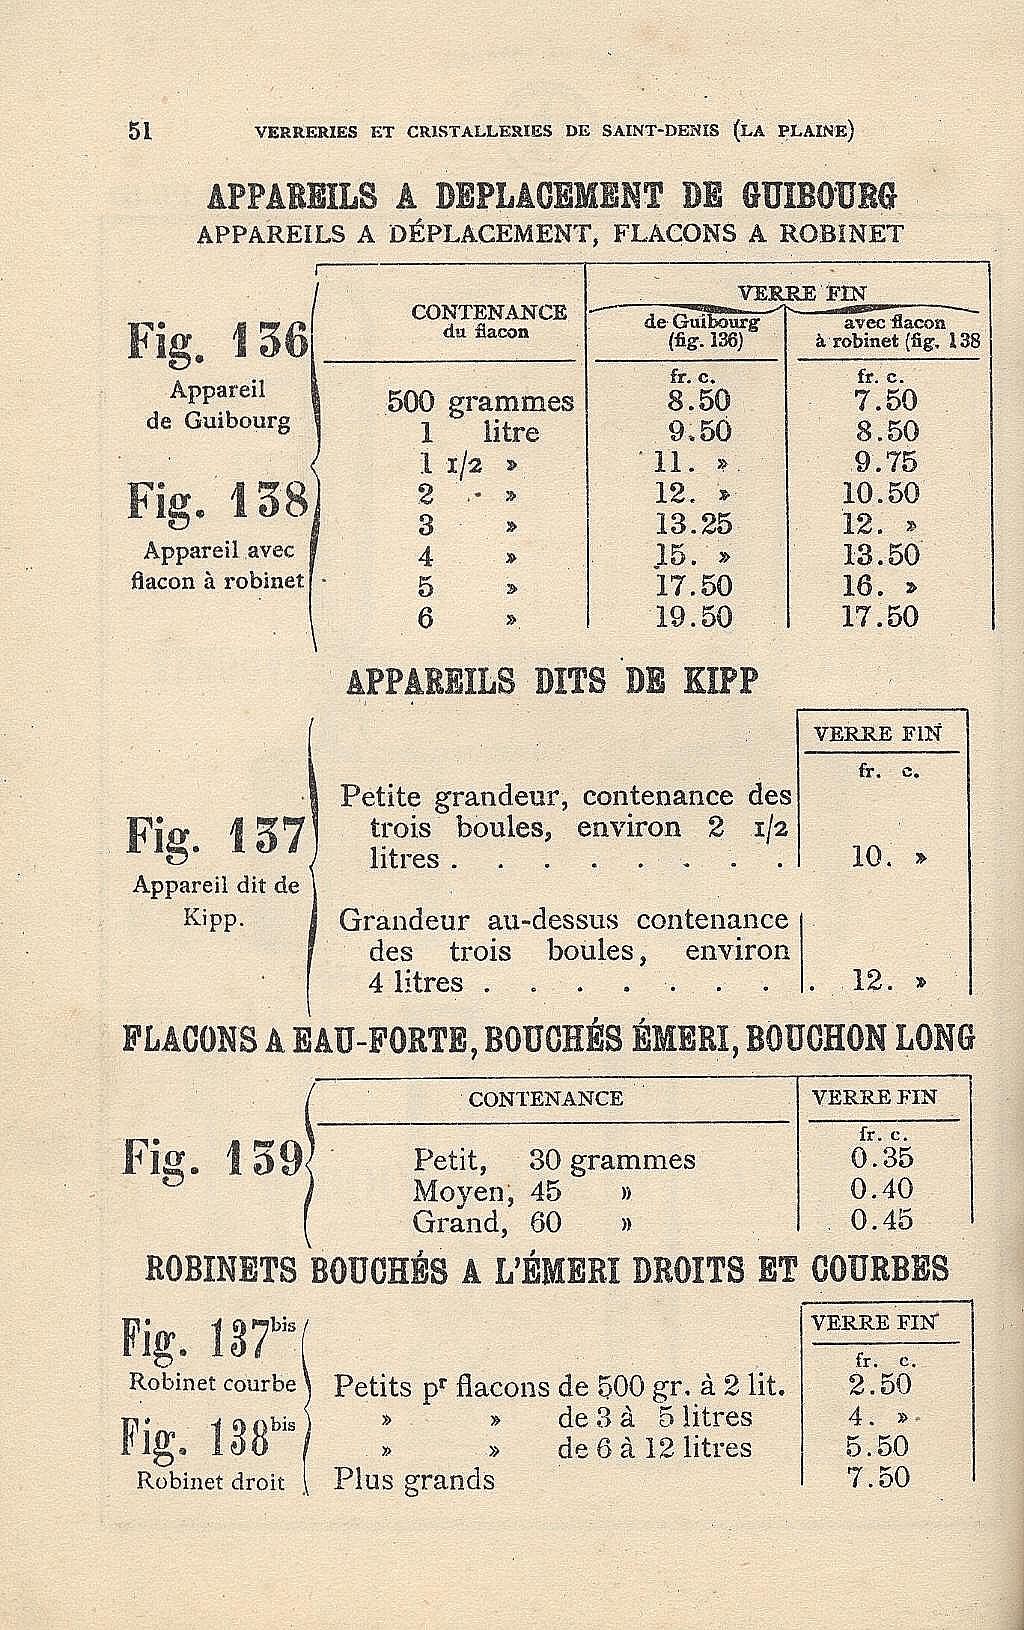 51 VERRERIES ET CRISTALLERIES DE SAINT-DENIS (LA PLAINE)
APPAREILS A DEPLACEMENT DE GUIBOURG
APPAREILS A DÉPLACEMENT, FLACONS A ROBINET
Fig. 136
Appareil
de Guibourg
Fig. 138
Appareil avec
flacon à robinet
CONTENANCE
du flacon
VERRE FIN
de Guibourg
(fig. 136)
avec flacon
à robinet (fig. 138
fr. c. fr. c.
500 grammes 8.50 7.50
1 litre 9.50 8.50
1 1/2 » 11. » 9.75
2 » 12. » 10.50
3 » 13.25 12. »
4 » 15. » 13.50
5 » 17.50 16. »
6 » 19.50 17.50
APPAREILS DITS DE KIPP
Fig. 137
Appareil dit de
Kipp.
VERRE FIN
fr. c.
Petite grandeur, contenance des
trois boules, environ 2 1/2
litres . . . . . . . . 10. »
Grandeur au-dessus contenance
des trois boules, environ
4 litres . . . . . . . . 12. »
FLACONS A EAU-FORTE, BOUCHÉS ÉMERI, BOUCHON LONG
Fig. 139
CONTENANCE VERRE FIN
fr. c.
Petit, 30 grammes 0.35
Moyen, 45 » 0.40
Grand, 60 » 0.45
ROBINETS BOUCHÉS A L'ÉMERI DROITS ET COURBES
Fig. 137bis
Robinet courbe
Fig. 138bis
Robinet droit
VERRE FIN
fr. c.
Petits pr flacons de 500 gr. à 2 lit. 2.50
» » de 3 à 5 litres 4. »
» » de 6 à 12 litres 5.50
Plus grands 7.50